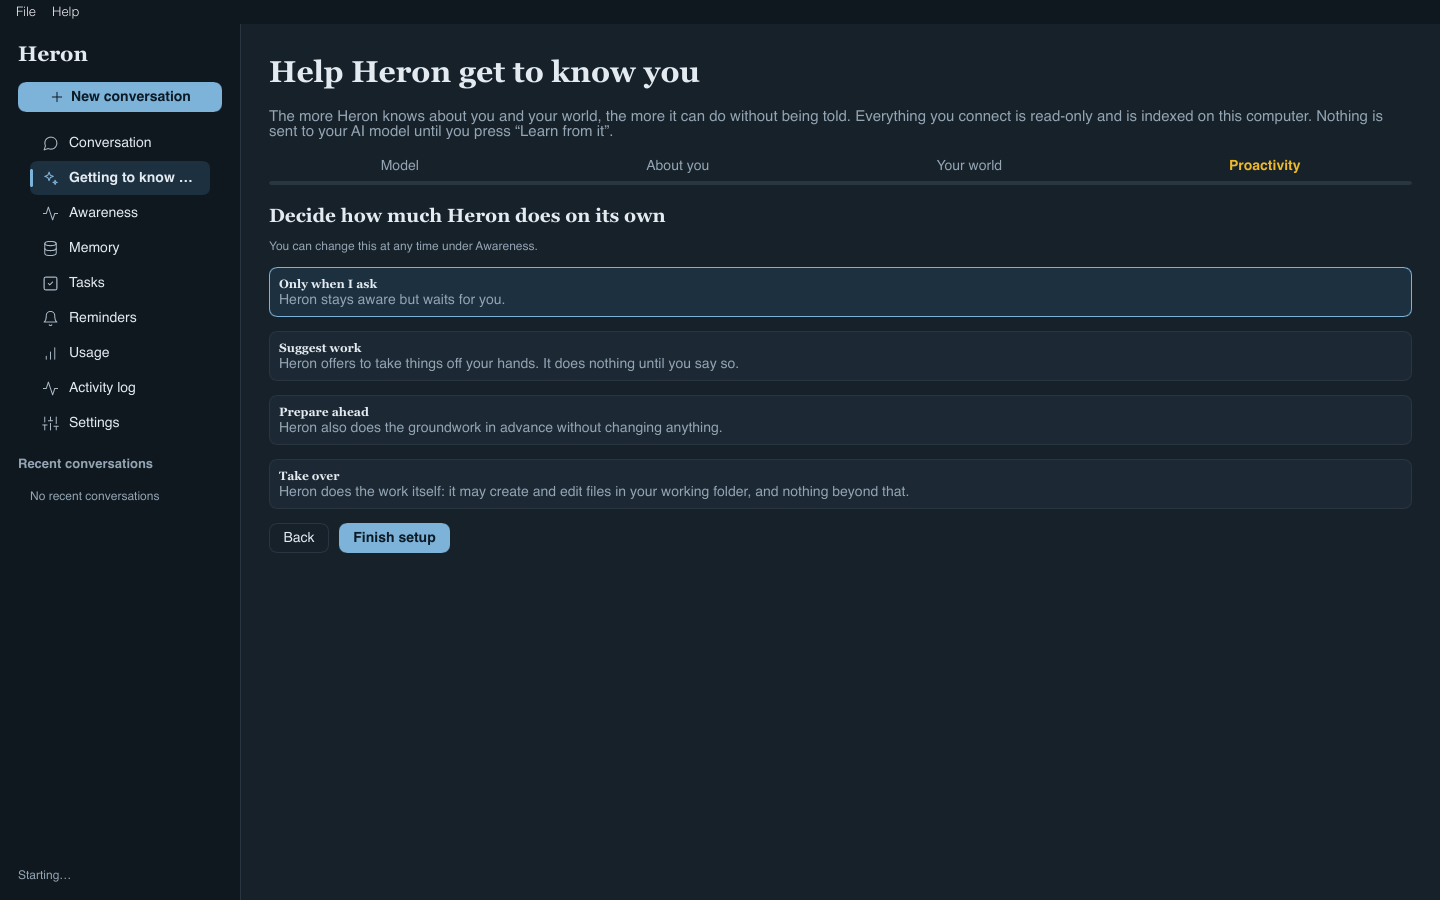 File Help
Heron
New conversation
Conversation
Getting to know ...
Awareness
Memory
Tasks
Reminders
Usage
Activity log
Settings
Recent conversations
No recent conversations
Starting...
Help Heron get to know you
The more Heron knows about you and your world, the more it can do without being told. Everything you connect is read-only and is indexed on this computer. Nothing is
sent to your AI model until you press “Learn from it”.
Model About you Your world Proactivity
Decide how much Heron does on its own
You can change this at any time under Awareness.
Only when I ask
Heron stays aware but waits for you.
Suggest work
Heron offers to take things off your hands. It does nothing until you say so.
Prepare ahead
Heron also does the groundwork in advance without changing anything.
Take over
Heron does the work itself: it may create and edit files in your working folder, and nothing beyond that.
Back Finish setup